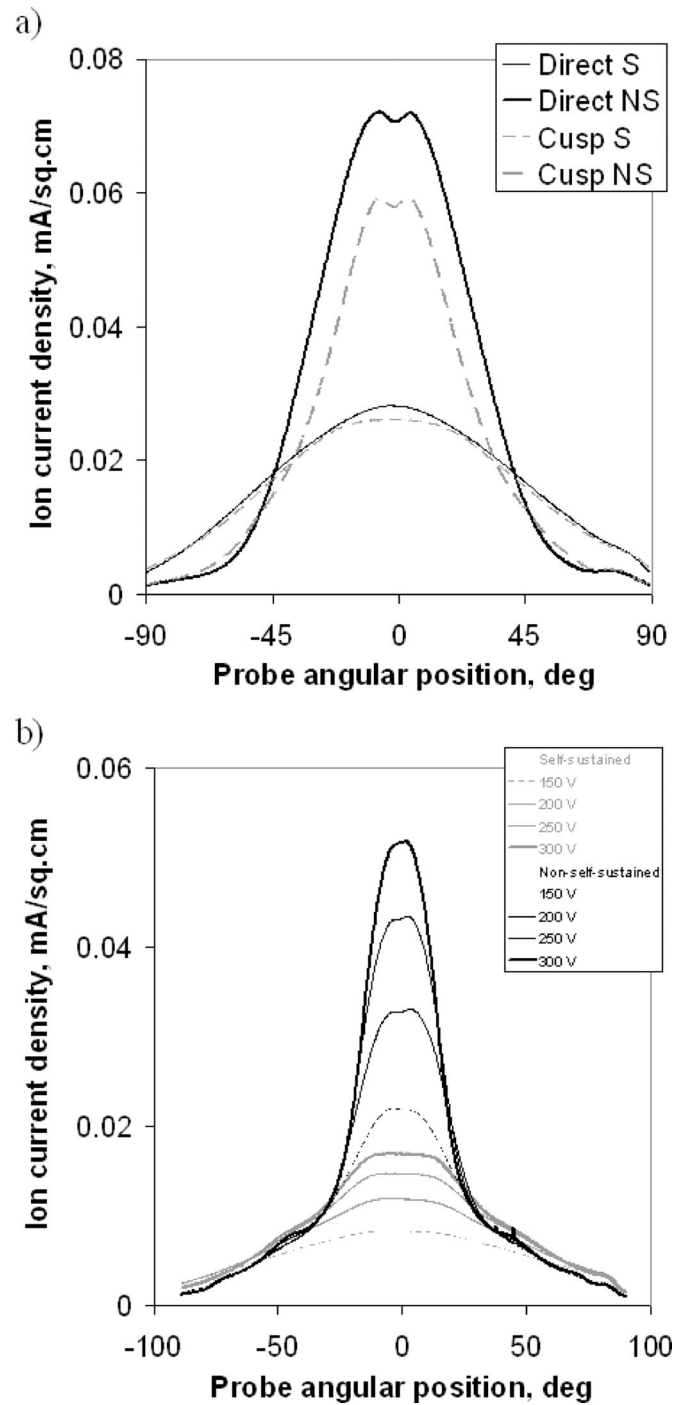 a)
0.08
0.06
0.04
0.02
0
Ion current density, mA/sq.cm
Direct S
Direct NS
Cusp S
Cusp NS
-90
-45
0
45
90
Probe angular position, deg
b)
0.06
0.04
0.02
0
Ion current density, mA/sq.cm
Self-sustained
150 V
200 V
250 V
300 V
Non-self-sustained
150 V
200 V
250 V
300 V
-100
-50
0
50
100
Probe angular position, deg